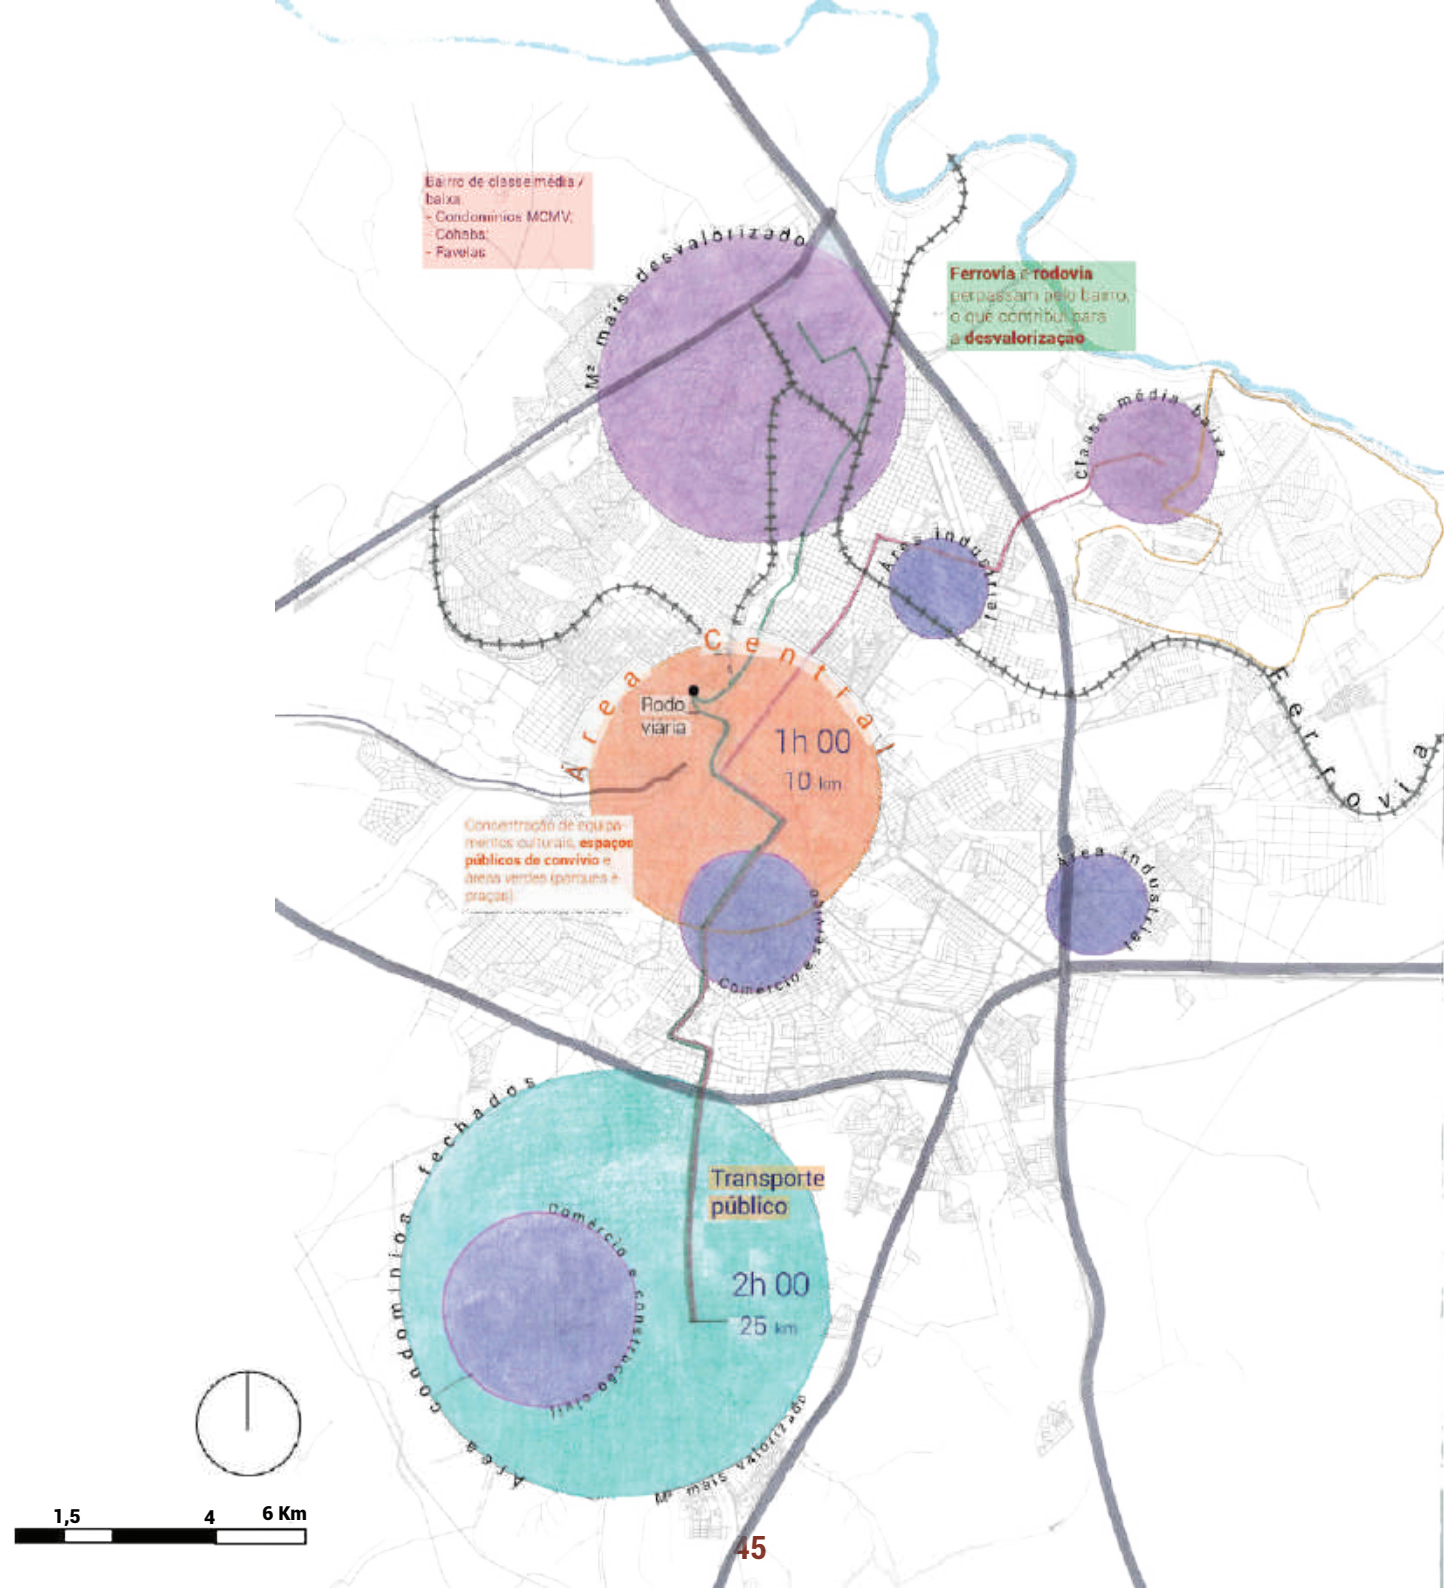 Bairro de classe média /
baixa
- Condomínios MCMV;
- Cohabs;
- Favelas
M² mais desvalorizado
Ferrovia e rodovia
perpassam pelo bairro,
o que contribui para
a desvalorização
Classe média baixa
Área industrial
Área Central
Rodo
viária
1h 00
10 km
Ferrovia
Concentração de equipa-
mentos culturais, espaços
públicos de convívio e
áreas verdes (parques e
praças)
Comércio e serviço
Área industrial
Área condomínios fechados
Transporte
público
Comércio e construção civil
2h 00
25 km
M² mais valorizado
1,5 4 6 Km
45